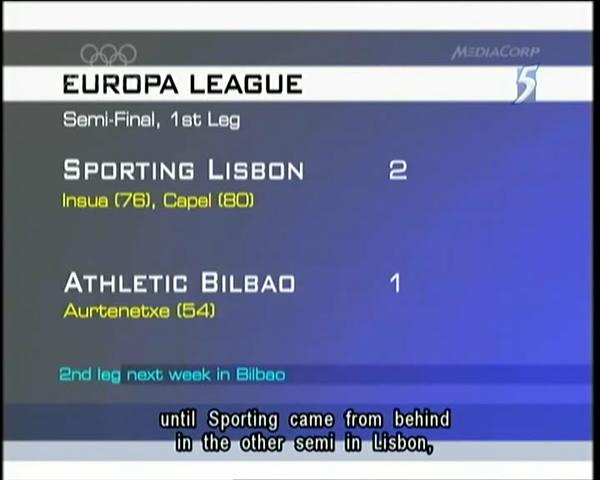 MEDIACORP
5
EUROPA LEAGUE
Semi-Final, 1st Leg
SPORTING LISBON 2
Insua (76), Capel (80)
ATHLETIC BILBAO 1
Aurtenetxe (54)
2nd leg next week in Bilbao
until Sporting came from behind
in the other semi in Lisbon,